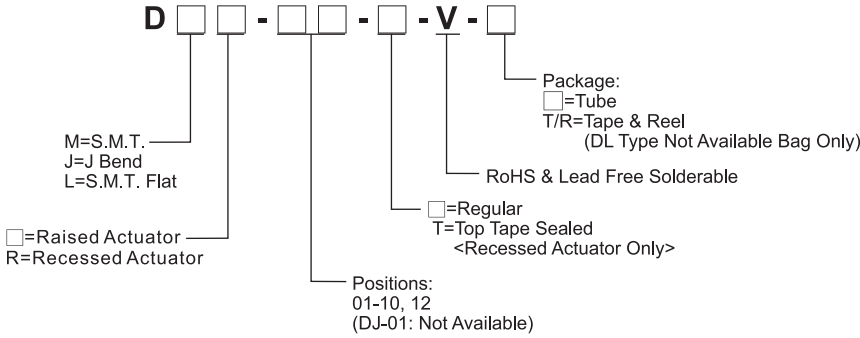 D□□-□□-□-V-□
Package:
□=Tube
T/R=Tape & Reel
(DL Type Not Available Bag Only)
M=S.M.T.
J=J Bend
L=S.M.T. Flat
RoHS & Lead Free Solderable
□=Regular
T=Top Tape Sealed
<Recessed Actuator Only>
□=Raised Actuator
R=Recessed Actuator
Positions:
01-10, 12
(DJ-01: Not Available)